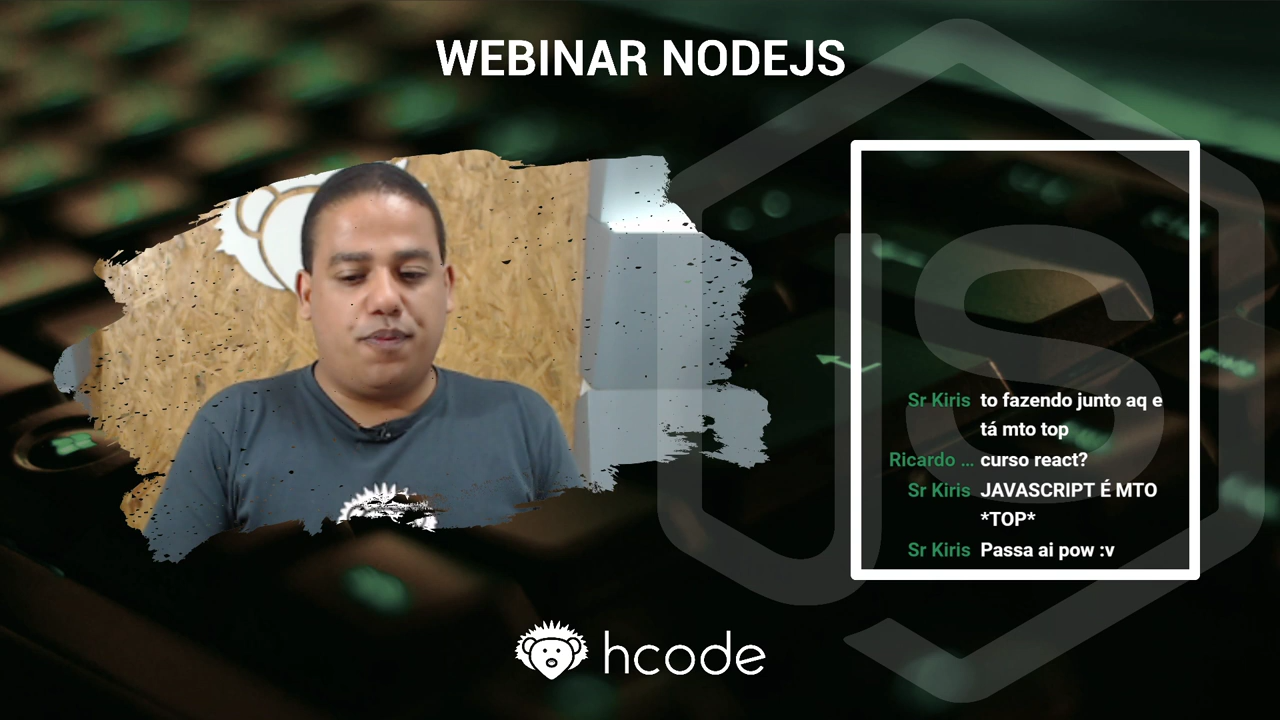 WEBINAR NODEJS
Sr Kiris to fazendo junto aq e
tá mto top
Ricardo ... curso react?
Sr Kiris JAVASCRIPT É MTO
*TOP*
Sr Kiris Passa ai pow :v
JS
hcode